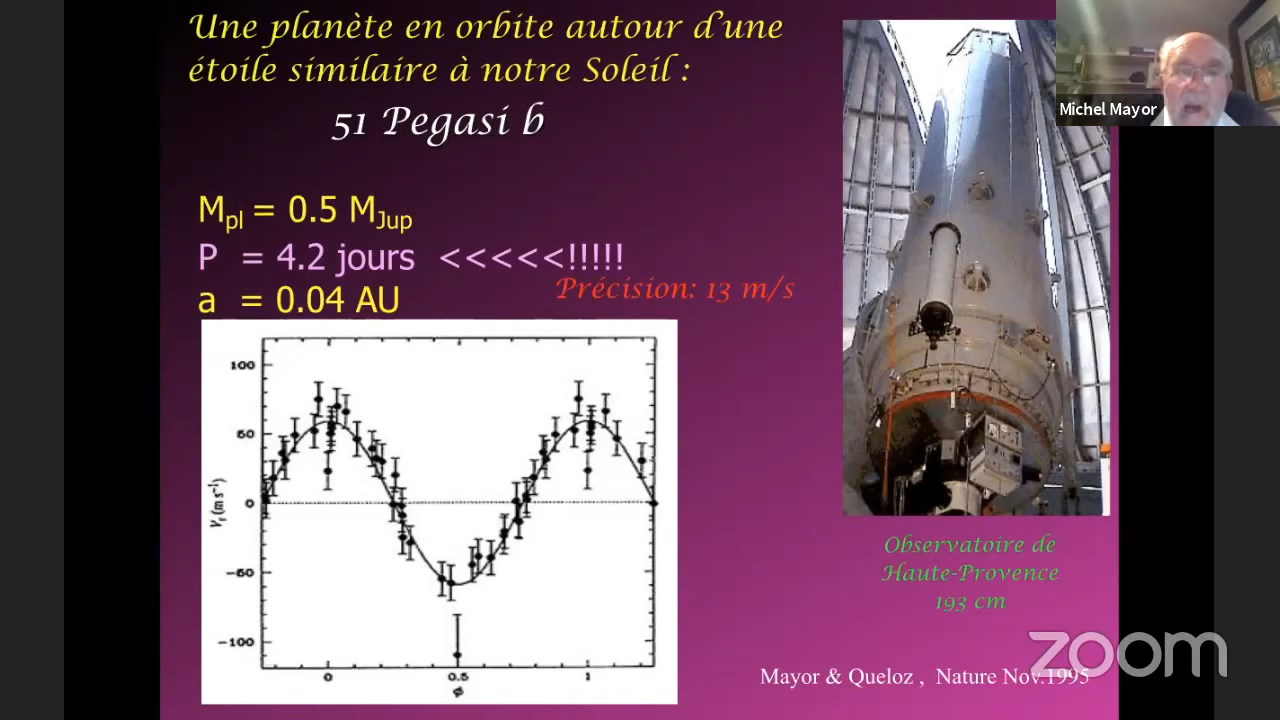 Une planète en orbite autour d'une
étoile similaire à notre Soleil :
51 Pegasi b
Michel Mayor
Mpl = 0.5 MJup
P = 4.2 jours <<<<<!!!!!
Précision: 13 m/s
a = 0.04 AU
100
50
0
-50
-100
Vr (m s-1)
0 0.5 1
ϕ
Observatoire de
Haute-Provence
193 cm
zoom
Mayor & Queloz , Nature Nov.1995